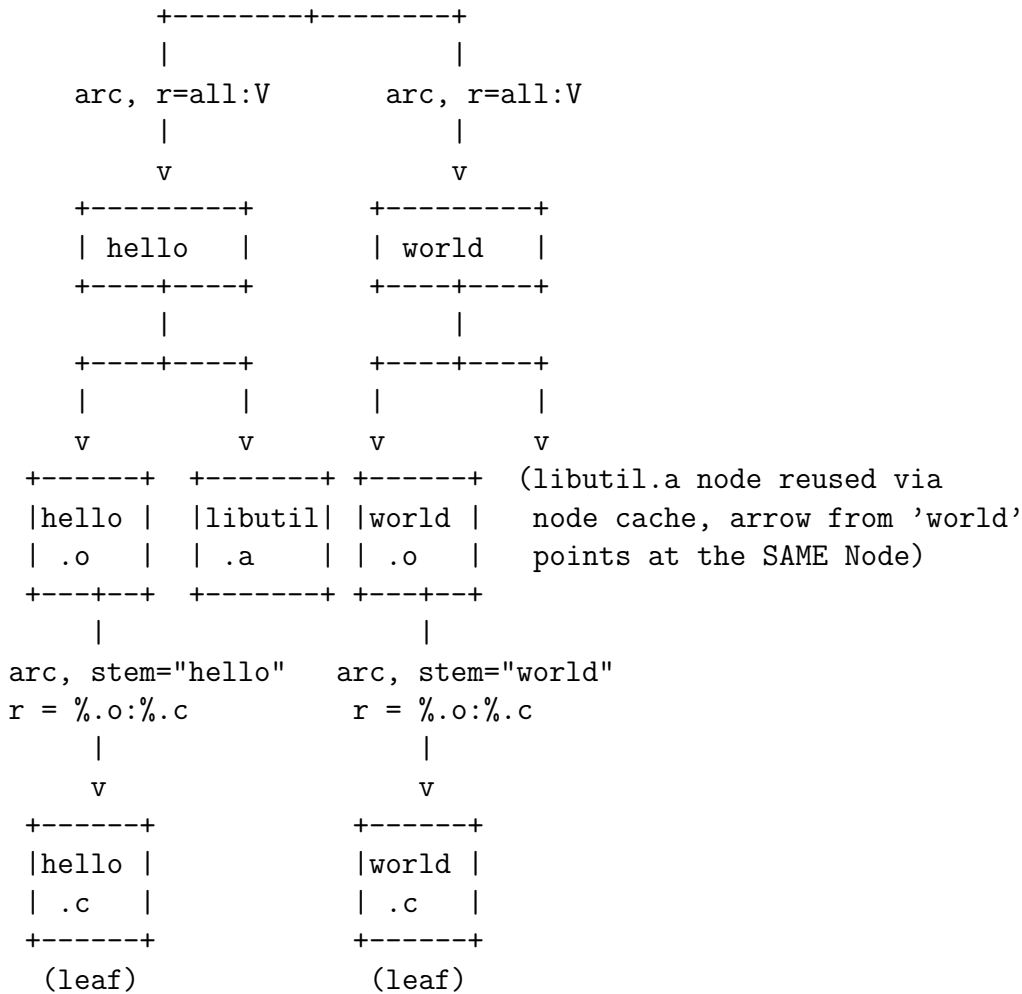 +--------+--------+
|                 |
arc, r=all:V       arc, r=all:V
|                 |
v                 v
+---------+       +---------+
| hello   |       | world   |
+----+----+       +----+----+
|                 |
+----+----+       +----+----+
|         |       |         |
v         v       v         v
+------+  +-------+ +------+  (libutil.a node reused via
|hello |  |libutil| |world |   node cache, arrow from ’world’
| .o   |  | .a    | | .o   |   points at the SAME Node)
+---+--+  +-------+ +---+--+
|                   |
arc, stem="hello"   arc, stem="world"
r = %.o:%.c          r = %.o:%.c
|                   |
v                   v
+------+            +------+
|hello |            |world |
| .c   |            | .c   |
+------+            +------+
(leaf)              (leaf)